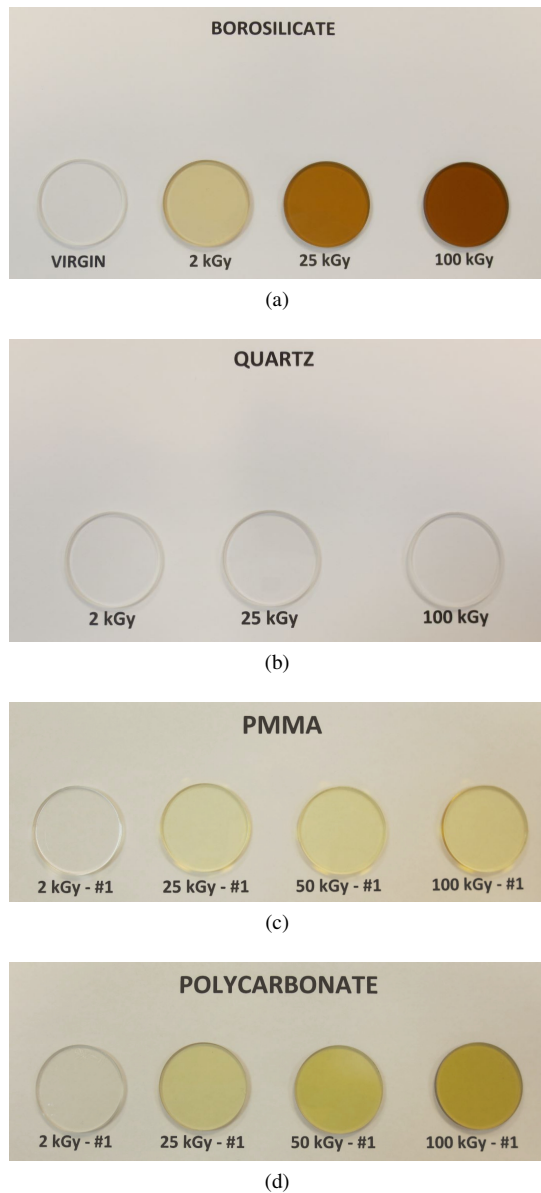 BOROSILICATE
VIRGIN 2 kGy 25 kGy 100 kGy
(a)
QUARTZ
2 kGy 25 kGy 100 kGy
(b)
PMMA
2 kGy - #1 25 kGy - #1 50 kGy - #1 100 kGy - #1
(c)
POLYCARBONATE
2 kGy - #1 25 kGy - #1 50 kGy - #1 100 kGy - #1
(d)